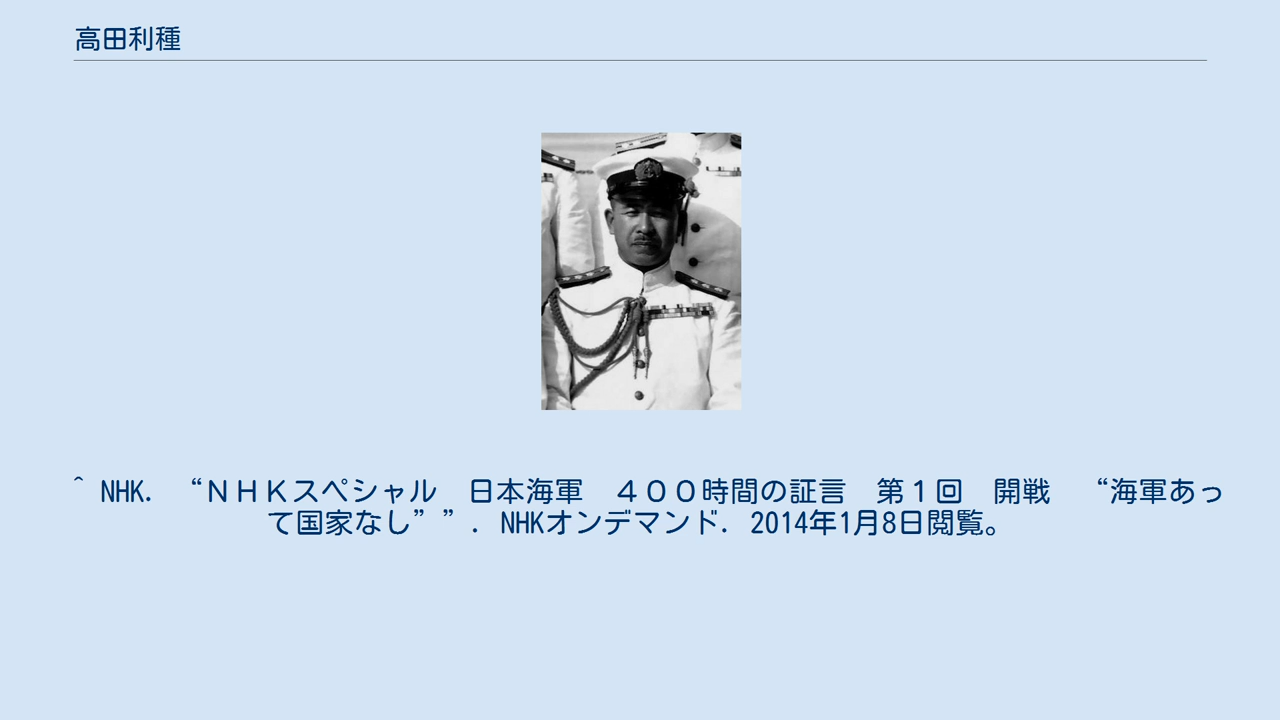 高田利種
^ NHK. “ＮＨＫスペシャル　日本海軍　４００時間の証言　第１回　開戦　“海軍あっ
て国家なし””. NHKオンデマンド. 2014年1月8日閲覧。